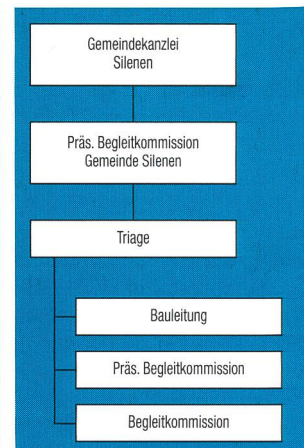 Gemeindekanzlei
Silenen
Präs. Begleitkommission
Gemeinde Silenen
Triage
Bauleitung
Präs. Begleitkommission
Begleitkommission